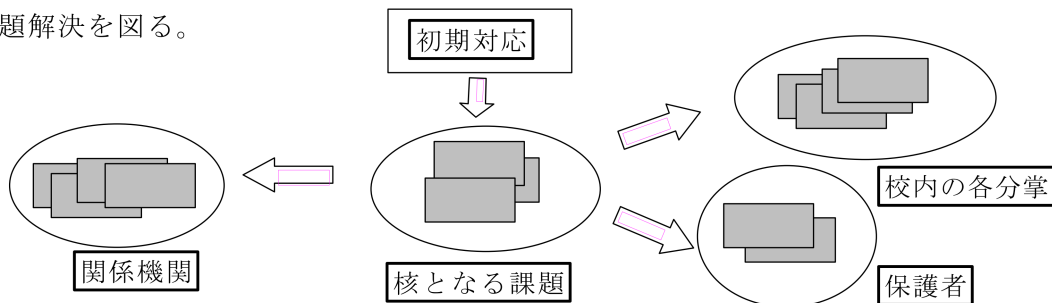 題解決を図る。
初期対応
校内の各分掌
関係機関
核となる課題
保護者